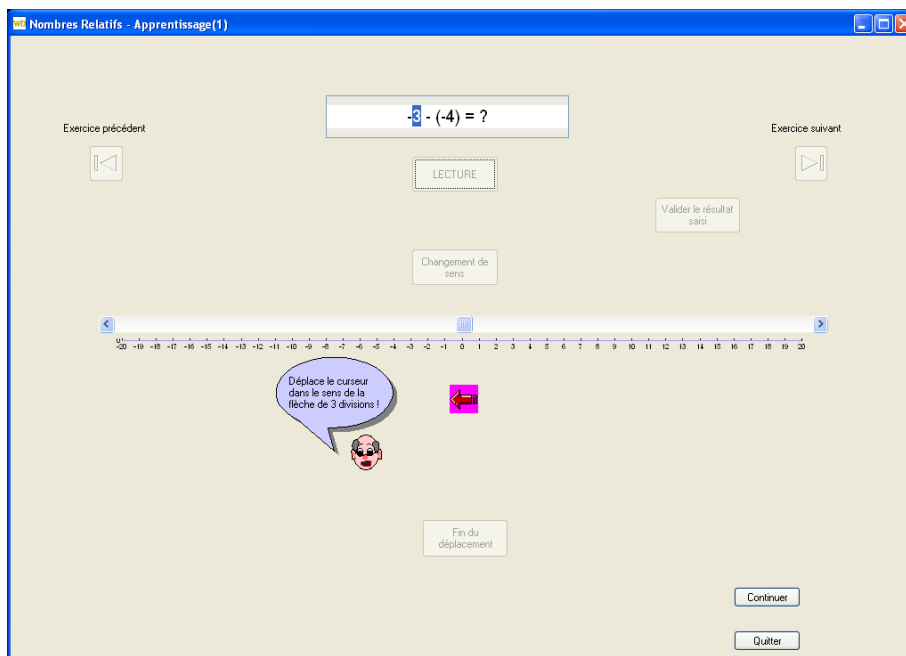 WD Nombres Relatifs - Apprentissage(1)
-3 - (-4) = ?
Exercice précédent
Exercice suivant
LECTURE
Valider le résultat
saisi
Changement de
sens
-20 -19 -18 -17 -16 -15 -14 -13 -12 -11 -10 -9 -8 -7 -6 -5 -4 -3 -2 -1 0 1 2 3 4 5 6 7 8 9 10 11 12 13 14 15 16 17 18 19 20
Déplace le curseur
dans le sens de la
flèche de 3 divisions !
Fin du
déplacement
Continuer
Quitter